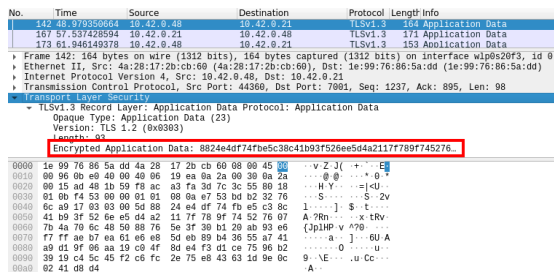 No. Time Source Destination Protocol Length Info
142 48.979350664 10.42.0.48 10.42.0.21 TLSv1.3 164 Application Data
167 57.537428594 10.42.0.21 10.42.0.48 TLSv1.3 171 Application Data
173 61.946149378 10.42.0.48 10.42.0.21 TLSv1.3 153 Application Data
Frame 142: 164 bytes on wire (1312 bits), 164 bytes captured (1312 bits) on interface wlp0s20f3, id 0
Ethernet II, Src: 4a:28:17:2b:cb:60 (4a:28:17:2b:cb:60), Dst: 1e:99:76:86:5a:dd (1e:99:76:86:5a:dd)
Internet Protocol Version 4, Src: 10.42.0.48, Dst: 10.42.0.21
Transmission Control Protocol, Src Port: 44360, Dst Port: 7001, Seq: 1237, Ack: 895, Len: 98
Transport Layer Security
TLSv1.3 Record Layer: Application Data Protocol: Application Data
Opaque Type: Application Data (23)
Version: TLS 1.2 (0x0303)
Length: 93
Encrypted Application Data: 8824e4df74fbe5c38c41b93f526ee5d4a2117f789f745276…
0000 1e 99 76 86 5a dd 4a 28 17 2b cb 60 08 00 45 00 ··v·Z·J( ·+·`··E·
0010 00 96 0b e0 40 00 40 06 19 ea 0a 2a 00 30 0a 2a ····@·@· ···*·0·*
0020 00 15 ad 48 1b 59 f8 ac a3 fa 3d 7c 3c 55 80 18 ···H·Y·· ··=|<U··
0030 01 0b f4 53 00 00 01 01 08 0a e7 53 bd b2 32 76 ···S···· ···S··2v
0040 6c a9 17 03 03 00 5d 88 24 e4 df 74 fb e5 c3 8c l·····]· $··t····
0050 41 b9 3f 52 6e e5 d4 a2 11 7f 78 9f 74 52 76 07 A·?Rn··· ··x·tRv·
0060 7b 4a 70 6c 48 50 88 76 5e 3f 30 b1 20 ab 93 e6 {JplHP·v ^?0· ···
0070 f7 ff ae b7 ea 61 e6 e8 5d eb 89 b4 36 55 a7 41 ·····a·· ]···6U·A
0080 a9 d1 9f 06 aa 19 c0 4f 8d e4 f3 d1 ce 75 96 b2 ·······O ·····u··
0090 39 19 c4 5c 45 f2 c6 fc 2e 75 e8 43 63 1d 9e 0c 9··\E··· .u·Cc···
00a0 02 41 d8 d4 ·A··